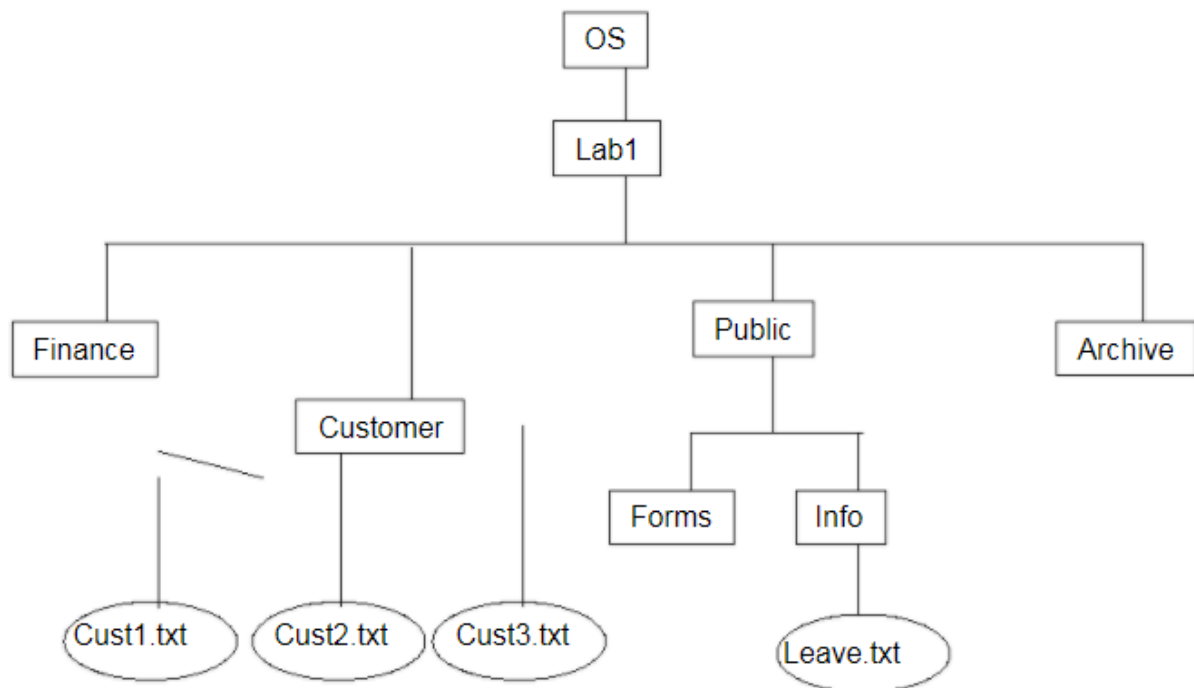 OS
Lab1
Finance
Public
Archive
Customer
Forms
Info
Cust1.txt
Cust2.txt
Cust3.txt
Leave.txt